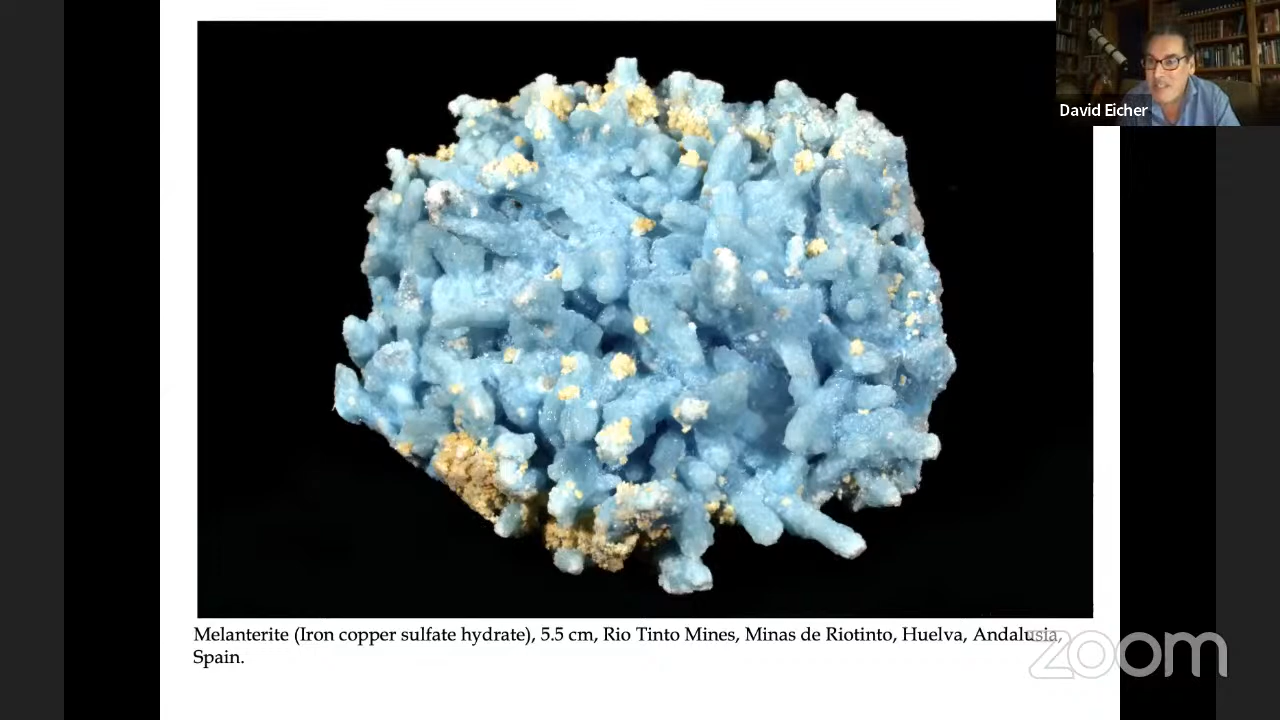 David Eicher
Melanterite (Iron copper sulfate hydrate), 5.5 cm, Rio Tinto Mines, Minas de Riotinto, Huelva, Andalusia,
Spain.
zoom